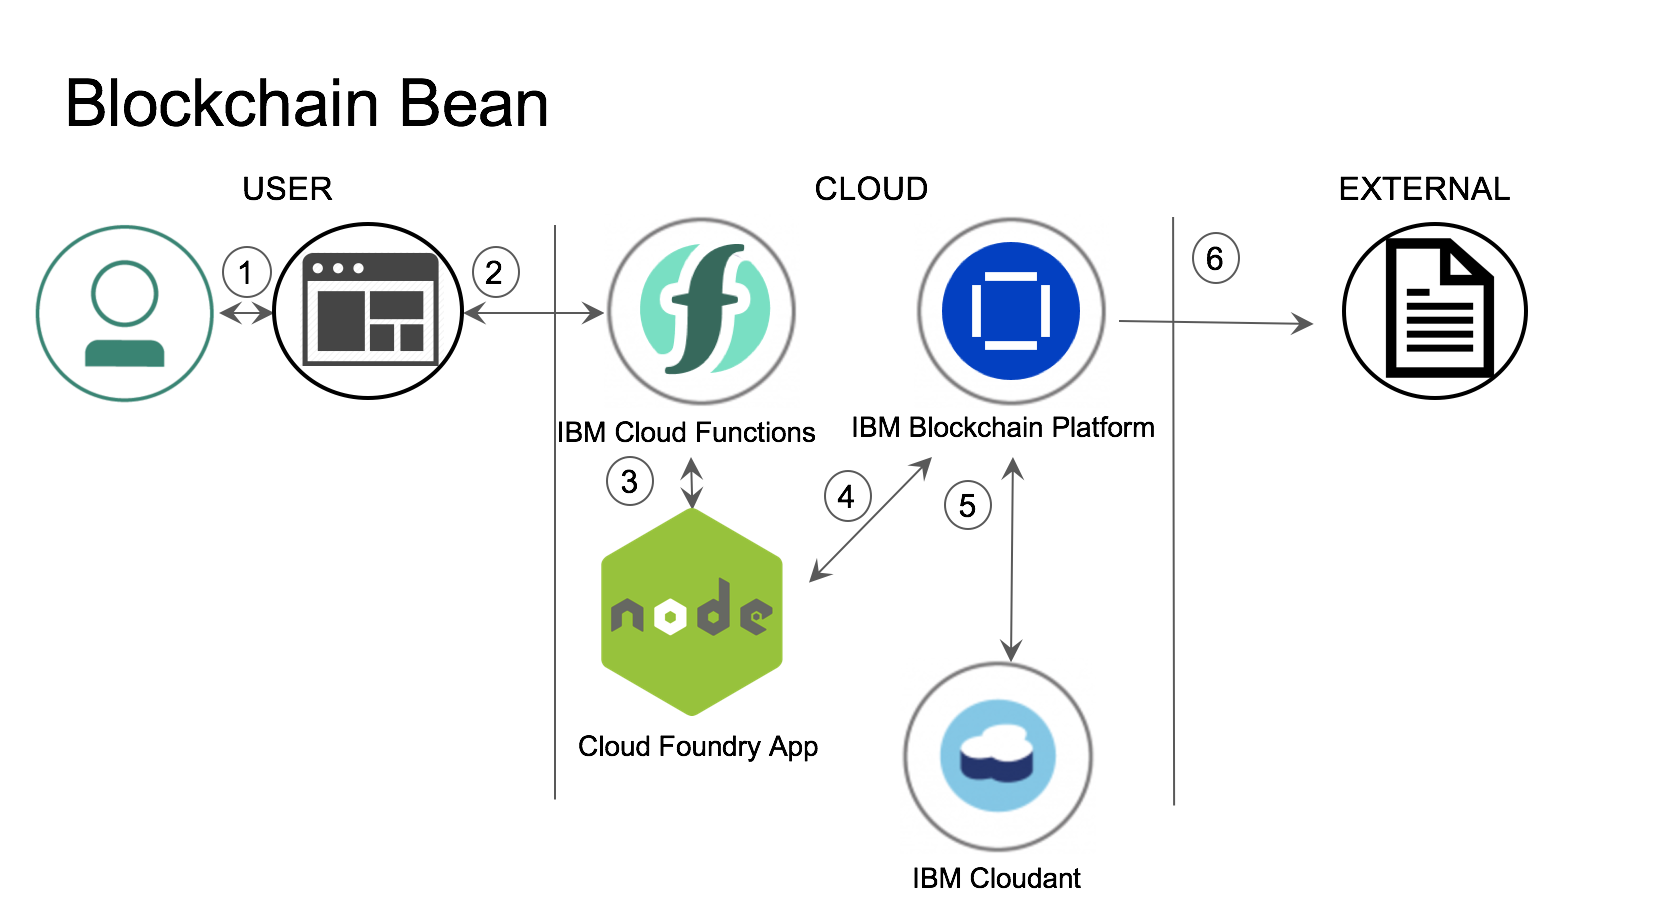 Blockchain Bean
USER
CLOUD
EXTERNAL
1
2
6
IBM Cloud Functions
IBM Blockchain Platform
3
4
5
node
Cloud Foundry App
IBM Cloudant